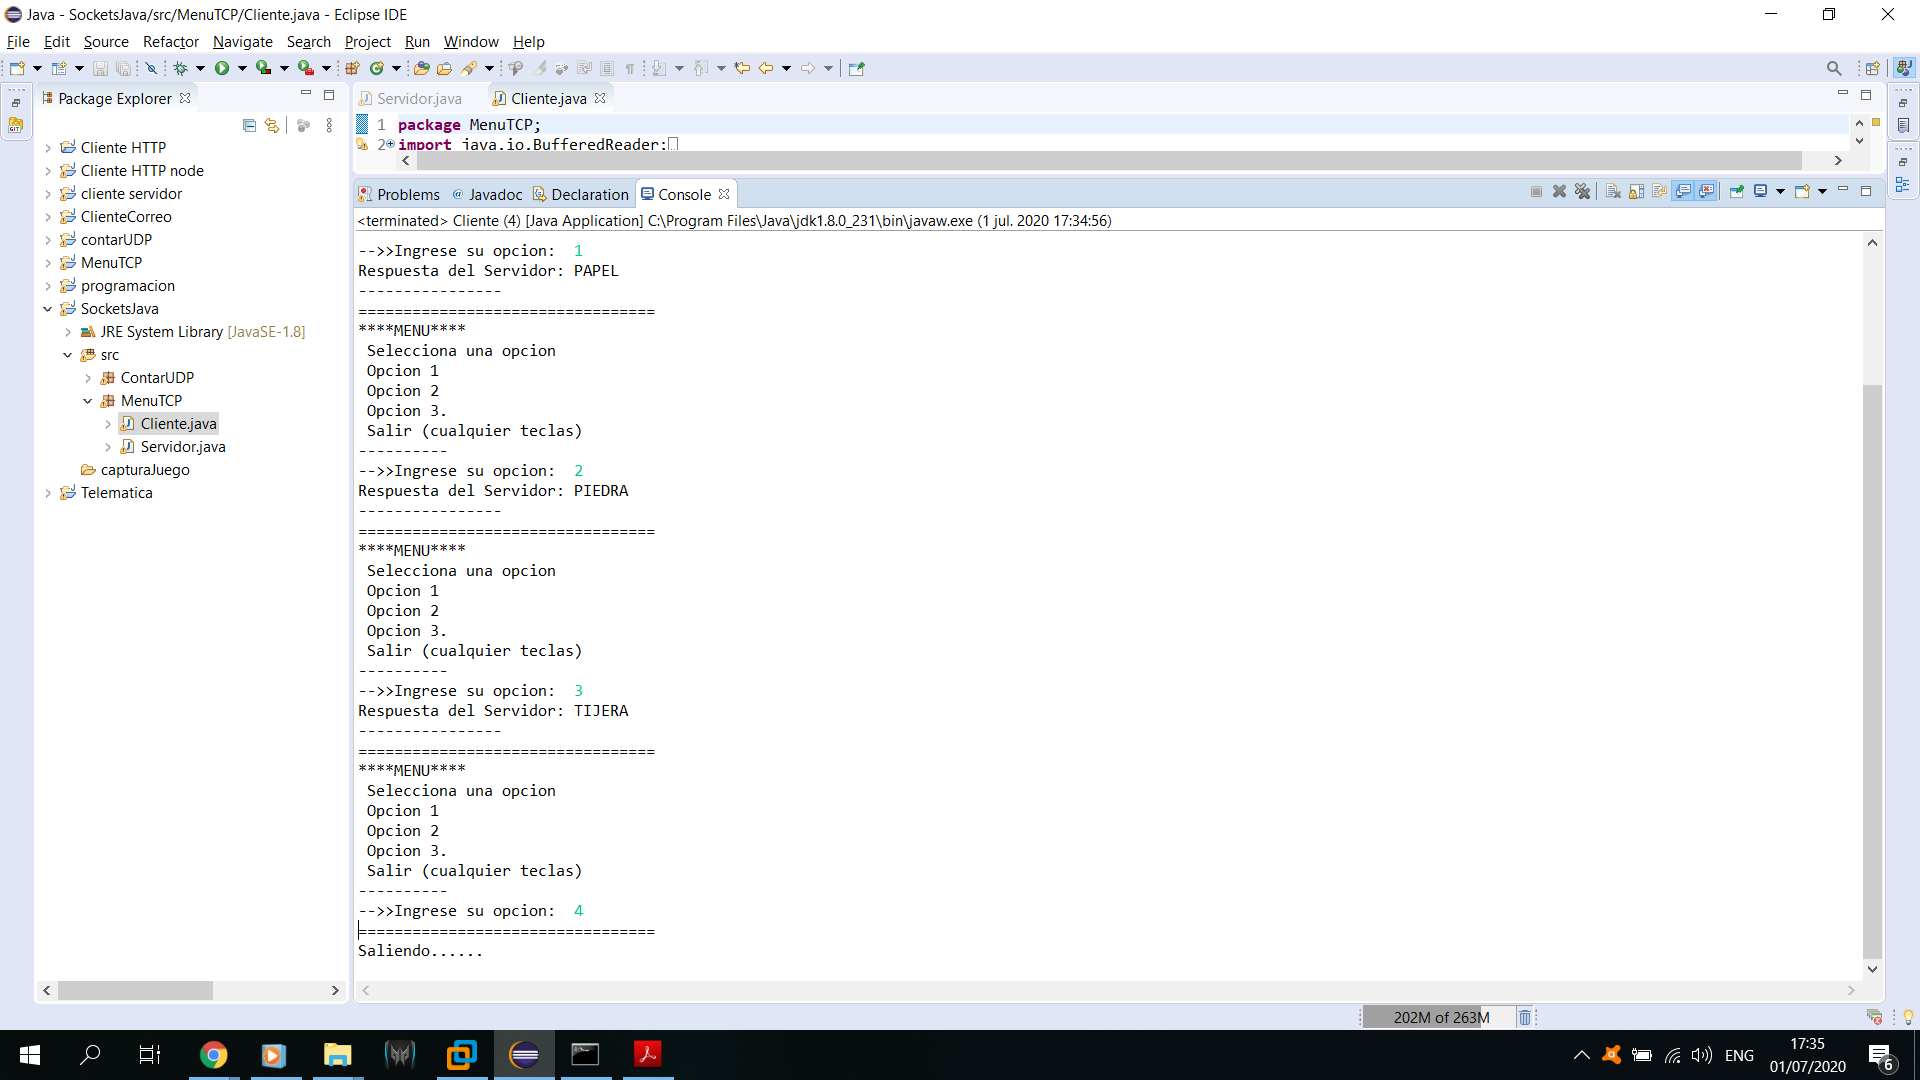 Java - SocketsJava/src/MenuTCP/Cliente.java - Eclipse IDE
File Edit Source Refactor Navigate Search Project Run Window Help
Package Explorer
Cliente HTTP
Cliente HTTP node
cliente servidor
ClienteCorreo
contarUDP
MenuTCP
programacion
SocketsJava
JRE System Library [JavaSE-1.8]
src
ContarUDP
MenuTCP
Cliente.java
Servidor.java
capturaJuego
Telematica
Servidor.java Cliente.java
1 package MenuTCP;
2 import java.io.BufferedReader;
Problems @ Javadoc Declaration Console
<terminated> Cliente (4) [Java Application] C:\Program Files\Java\jdk1.8.0_231\bin\javaw.exe (1 jul. 2020 17:34:56)
-->>Ingrese su opcion: 1
Respuesta del Servidor: PAPEL
----------------
=================================
****MENU****
Selecciona una opcion
Opcion 1
Opcion 2
Opcion 3.
Salir (cualquier teclas)
----------
-->>Ingrese su opcion: 2
Respuesta del Servidor: PIEDRA
----------------
=================================
****MENU****
Selecciona una opcion
Opcion 1
Opcion 2
Opcion 3.
Salir (cualquier teclas)
----------
-->>Ingrese su opcion: 3
Respuesta del Servidor: TIJERA
----------------
=================================
****MENU****
Selecciona una opcion
Opcion 1
Opcion 2
Opcion 3.
Salir (cualquier teclas)
----------
-->>Ingrese su opcion: 4
=================================
Saliendo......
202M of 263M
ENG
17:35
01/07/2020
6